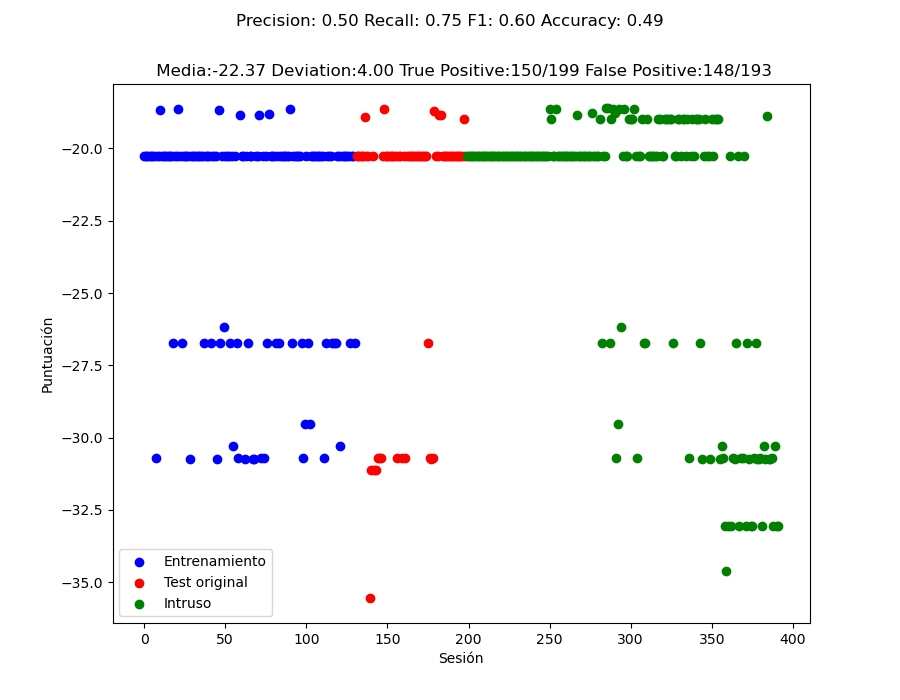 Precision: 0.50 Recall: 0.75 F1: 0.60 Accuracy: 0.49
Media:-22.37 Deviation:4.00 True Positive:150/199 False Positive:148/193
−20.0
−22.5
−25.0
−27.5
−30.0
−32.5
−35.0
Puntuación
Entrenamiento
Test original
Intruso
0 50 100 150 200 250 300 350 400
Sesión